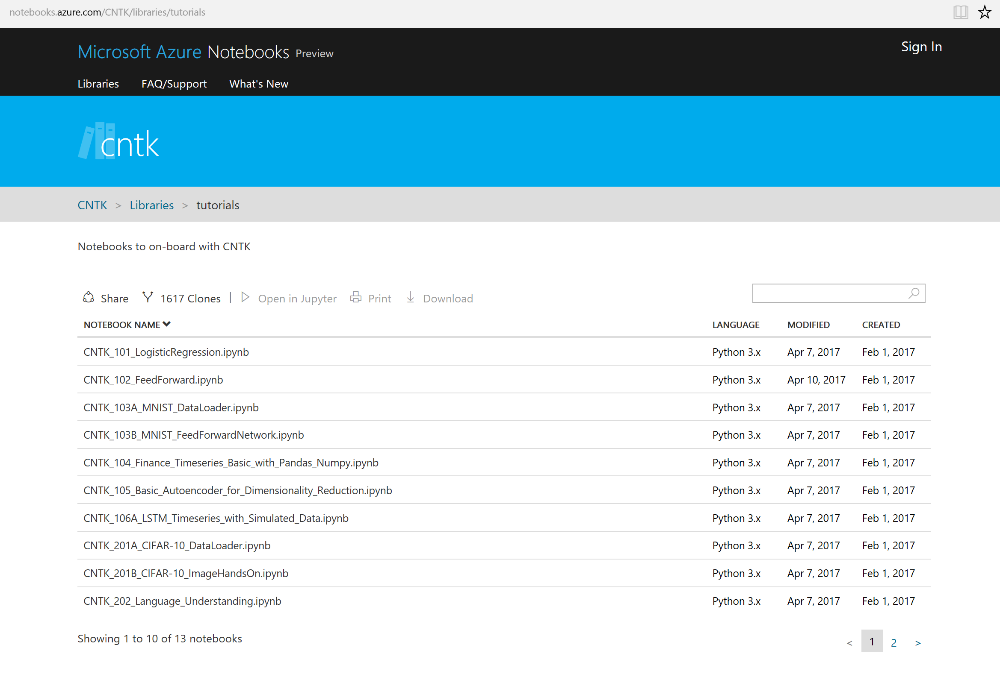 notebooks.azure.com/CNTK/libraries/tutorials
Microsoft Azure Notebooks Preview
Sign In
Libraries FAQ/Support What's New
cntk
CNTK > Libraries > tutorials
Notebooks to on-board with CNTK
Share 1617 Clones | Open in Jupyter Print Download
NOTEBOOK NAME LANGUAGE MODIFIED CREATED
CNTK_101_LogisticRegression.ipynb Python 3.x Apr 7, 2017 Feb 1, 2017
CNTK_102_FeedForward.ipynb Python 3.x Apr 10, 2017 Feb 1, 2017
CNTK_103A_MNIST_DataLoader.ipynb Python 3.x Apr 7, 2017 Feb 1, 2017
CNTK_103B_MNIST_FeedForwardNetwork.ipynb Python 3.x Apr 7, 2017 Feb 1, 2017
CNTK_104_Finance_Timeseries_Basic_with_Pandas_Numpy.ipynb Python 3.x Apr 7, 2017 Feb 1, 2017
CNTK_105_Basic_Autoencoder_for_Dimensionality_Reduction.ipynb Python 3.x Apr 7, 2017 Feb 1, 2017
CNTK_106A_LSTM_Timeseries_with_Simulated_Data.ipynb Python 3.x Apr 7, 2017 Feb 1, 2017
CNTK_201A_CIFAR-10_DataLoader.ipynb Python 3.x Apr 7, 2017 Feb 1, 2017
CNTK_201B_CIFAR-10_ImageHandsOn.ipynb Python 3.x Apr 7, 2017 Feb 1, 2017
CNTK_202_Language_Understanding.ipynb Python 3.x Apr 7, 2017 Feb 1, 2017
Showing 1 to 10 of 13 notebooks < 1 2 >